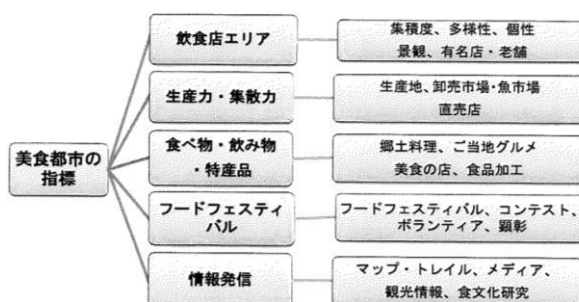 美食都市の
指標
飲食店エリア
集積度、多様性、個性
景観、有名店・老舗
生産力・集散力
生産地、卸売市場・魚市場
直売店
食べ物・飲み物
・特産品
郷土料理、ご当地グルメ
美食の店、食品加工
フードフェスティ
バル
フードフェスティバル、コンテスト、
ボランティア、顕彰
情報発信
マップ・トレイル、メディア、
観光情報、食文化研究